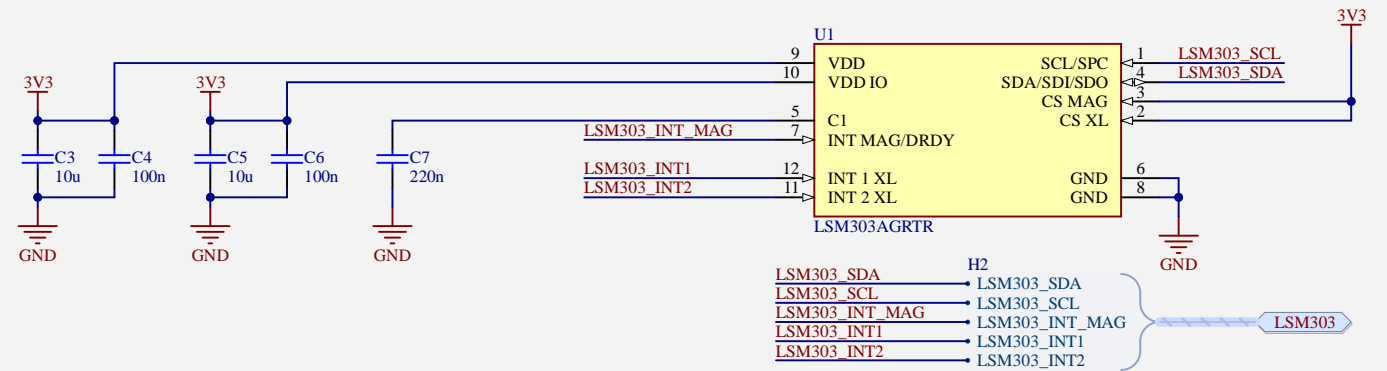 3V3
U1
9
VDD
SCL/SPC
1
LSM303_SCL
3V3
3V3
10
VDD IO
SDA/SDI/SDO
4
LSM303_SDA
CS MAG
3
5
C1
CS XL
2
LSM303_INT_MAG
7
INT MAG/DRDY
C3
10u
C4
100n
C5
10u
C6
100n
C7
220n
LSM303_INT1
12
INT 1 XL
GND
6
LSM303_INT2
11
INT 2 XL
GND
8
LSM303AGRTR
GND
GND
GND
GND
H2
LSM303_SDA
LSM303_SDA
LSM303_SCL
LSM303_SCL
LSM303_INT_MAG
LSM303_INT_MAG
LSM303
LSM303_INT1
LSM303_INT1
LSM303_INT2
LSM303_INT2